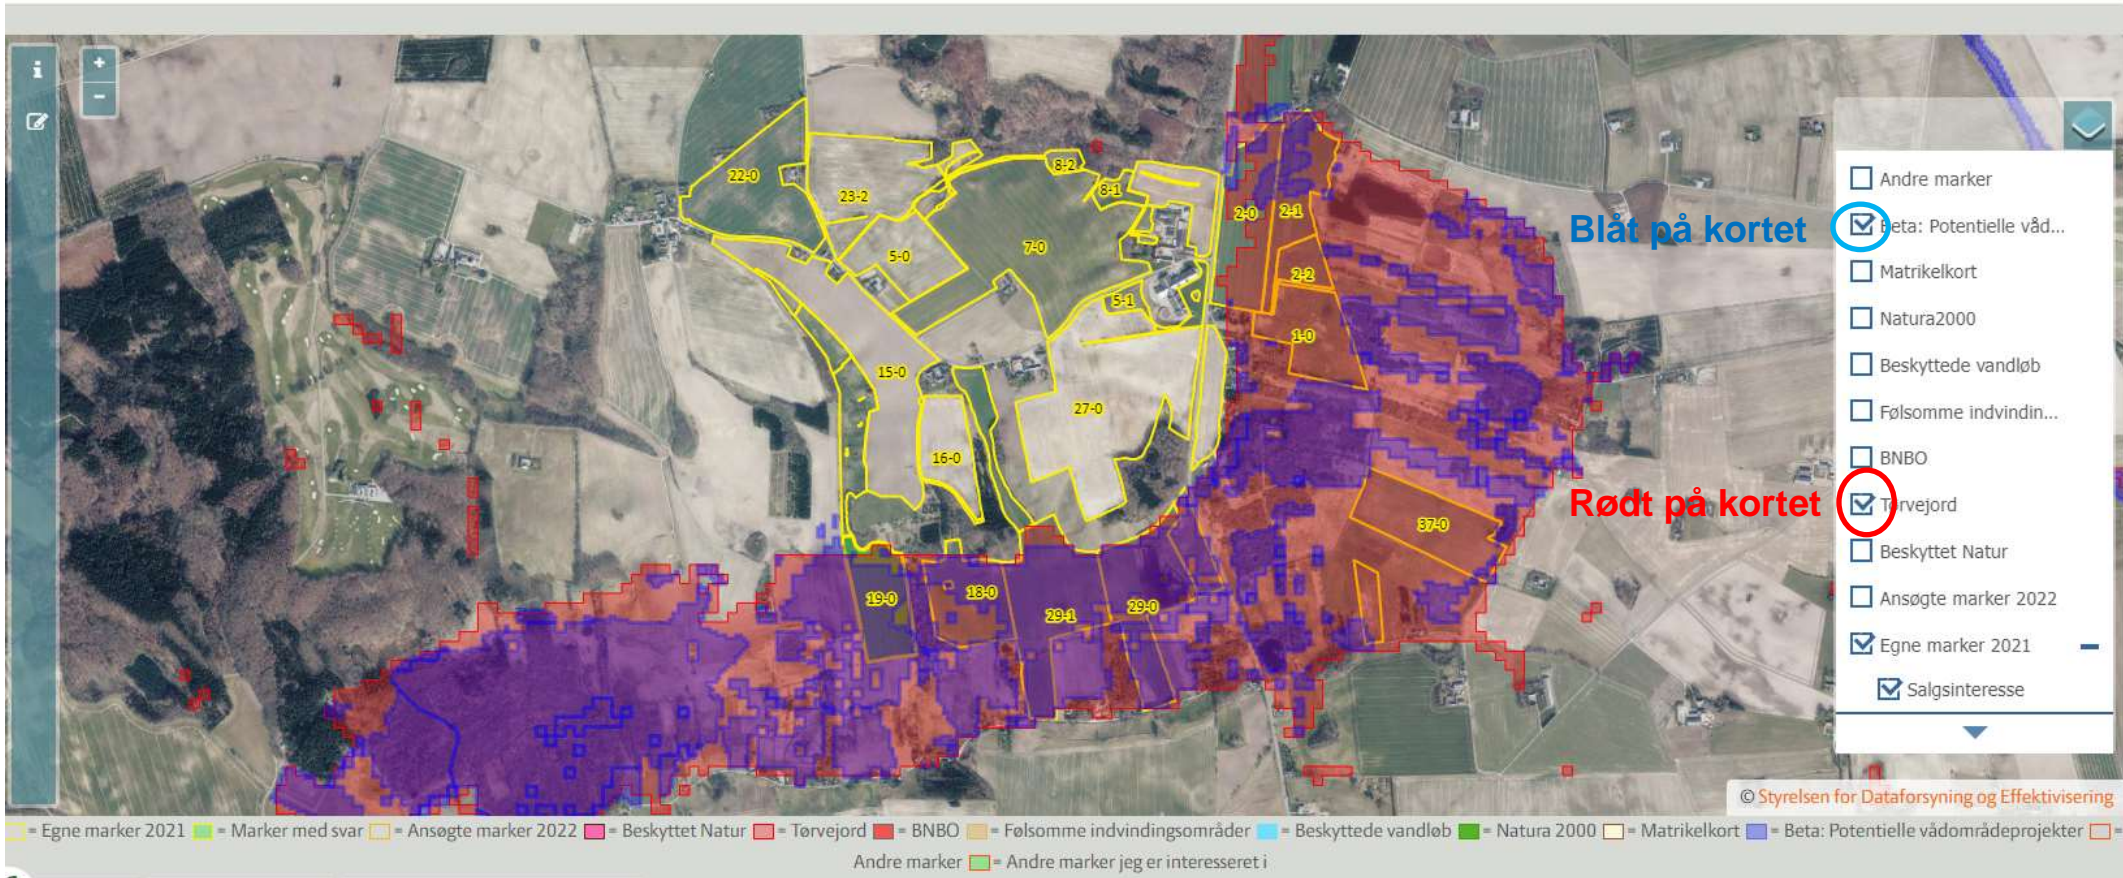 22-0
23-2
8-2
8-1
5-0
7-0
5-1
2-0
2-1
2-2
1-0
15-0
27-0
16-0
37-0
19-0
18-0
29-1
29-0
Andre marker
Blåt på kortet
Beta: Potentielle våd...
Matrikelkort
Natura2000
Beskyttede vandløb
Følsomme indvindin...
BNBO
Rødt på kortet
Tørvejord
Beskyttet Natur
Ansøgte marker 2022
Egne marker 2021
Salgsinteresse
© Styrelsen for Dataforsyning og Effektivisering
= Egne marker 2021 = Marker med svar = Ansøgte marker 2022 = Beskyttet Natur = Tørvejord = BNBO = Følsomme indvindingsområder = Beskyttede vandløb = Natura 2000 = Matrikelkort = Beta: Potentielle vådområdeprojekter =
Andre marker = Andre marker jeg er interesseret i